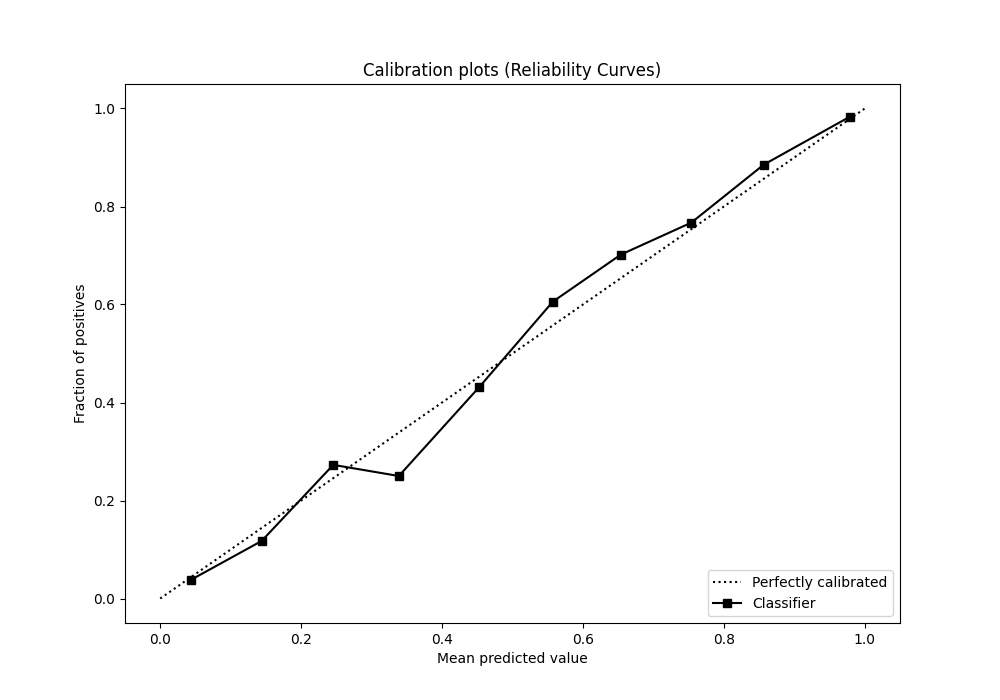 Calibration plots (Reliability Curves)
1.0
0.8
0.6
0.4
0.2
0.0
Fraction of positives
0.0 0.2 0.4 0.6 0.8 1.0
Mean predicted value
Perfectly calibrated
Classifier